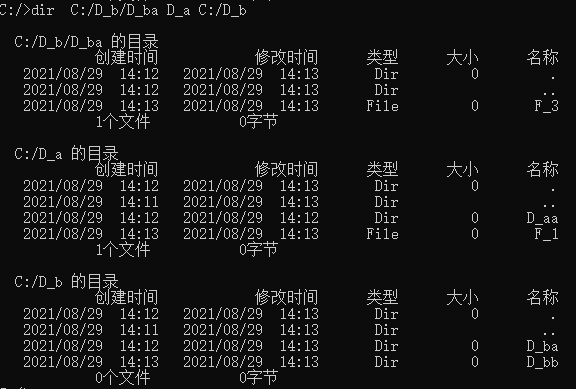 C:/>dir  C:/D_b/D_ba D_a C:/D_b
C:/D_b/D_ba 的目录
创建时间 修改时间 类型 大小 名称
2021/08/29 14:12 2021/08/29 14:13 Dir 0 .
2021/08/29 14:12 2021/08/29 14:13 Dir ..
2021/08/29 14:13 2021/08/29 14:13 File 0 F_3
1个文件 0字节
C:/D_a 的目录
创建时间 修改时间 类型 大小 名称
2021/08/29 14:12 2021/08/29 14:13 Dir 0 .
2021/08/29 14:11 2021/08/29 14:13 Dir ..
2021/08/29 14:12 2021/08/29 14:12 Dir 0 D_aa
2021/08/29 14:13 2021/08/29 14:13 File 0 F_1
1个文件 0字节
C:/D_b 的目录
创建时间 修改时间 类型 大小 名称
2021/08/29 14:12 2021/08/29 14:13 Dir 0 .
2021/08/29 14:11 2021/08/29 14:13 Dir ..
2021/08/29 14:12 2021/08/29 14:13 Dir 0 D_ba
2021/08/29 14:13 2021/08/29 14:13 Dir 0 D_bb
0个文件 0字节